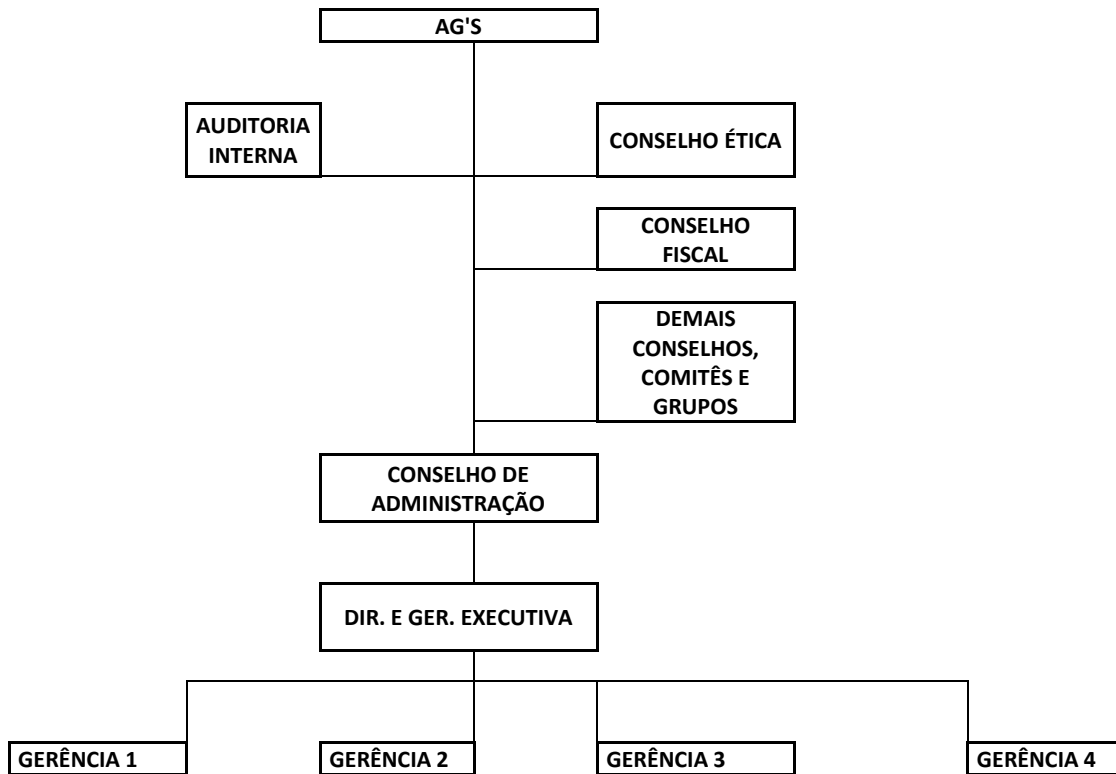 AG'S
AUDITORIA
INTERNA
CONSELHO ÉTICA
CONSELHO
FISCAL
DEMAIS
CONSELHOS,
COMITÊS E
GRUPOS
CONSELHO DE
ADMINISTRAÇÃO
DIR. E GER. EXECUTIVA
GERÊNCIA 1
GERÊNCIA 2
GERÊNCIA 3
GERÊNCIA 4